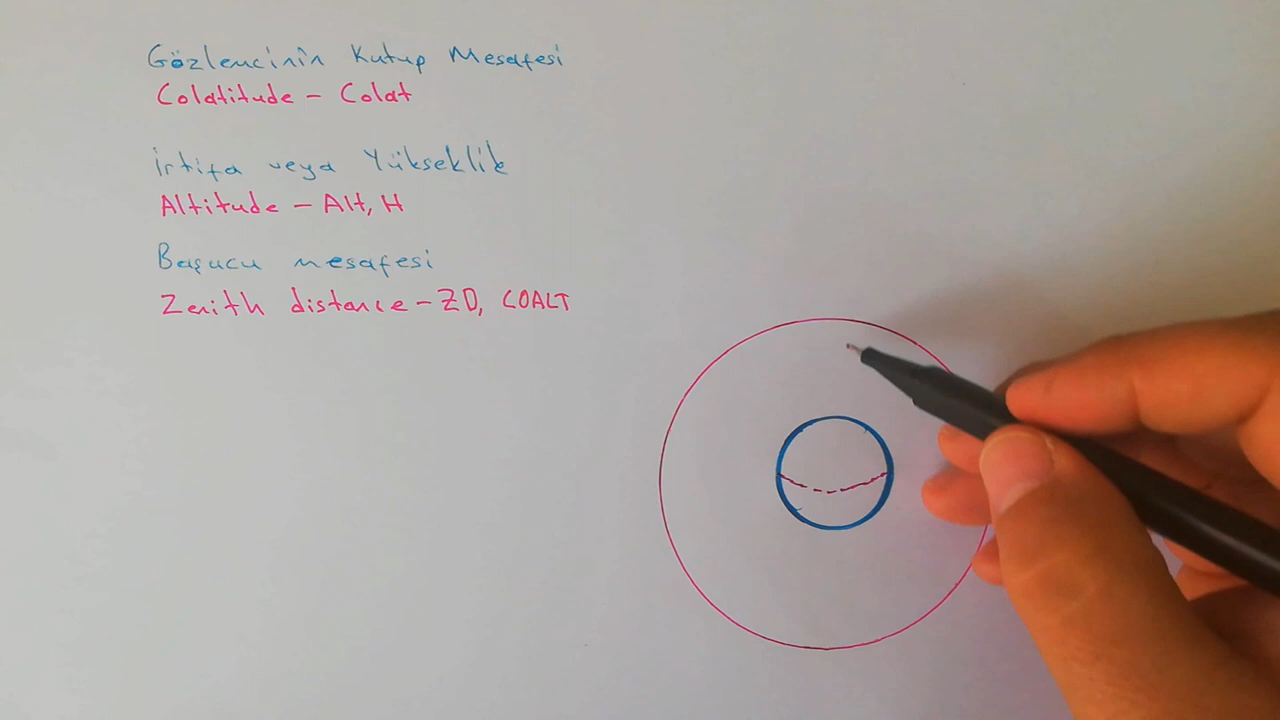 Gözlemcinin Kutup Mesafesi
Colatitude - Colat
İrtifa veya Yükseklik
Altitude - Alt, H
Başucu mesafesi
Zenith distance - ZD, COALT